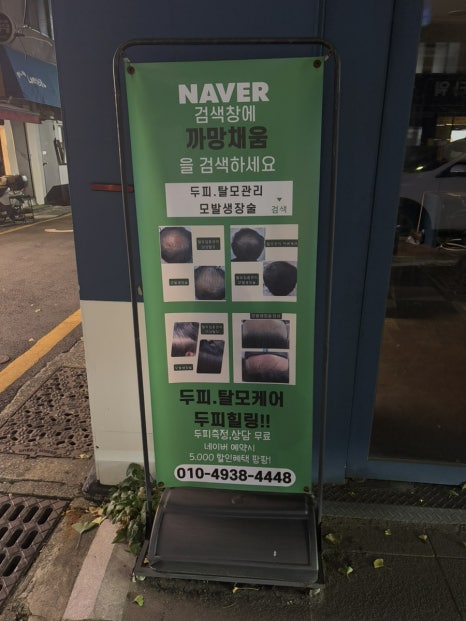 NAVER
검색창에
까망채움
을 검색하세요
두피.탈모관리
모발생장술
검색
두피.탈모케어
두피힐링!!
두피측정,상담 무료
네이버 예약시
5.000 할인혜택 팡팡!
010-4938-4448